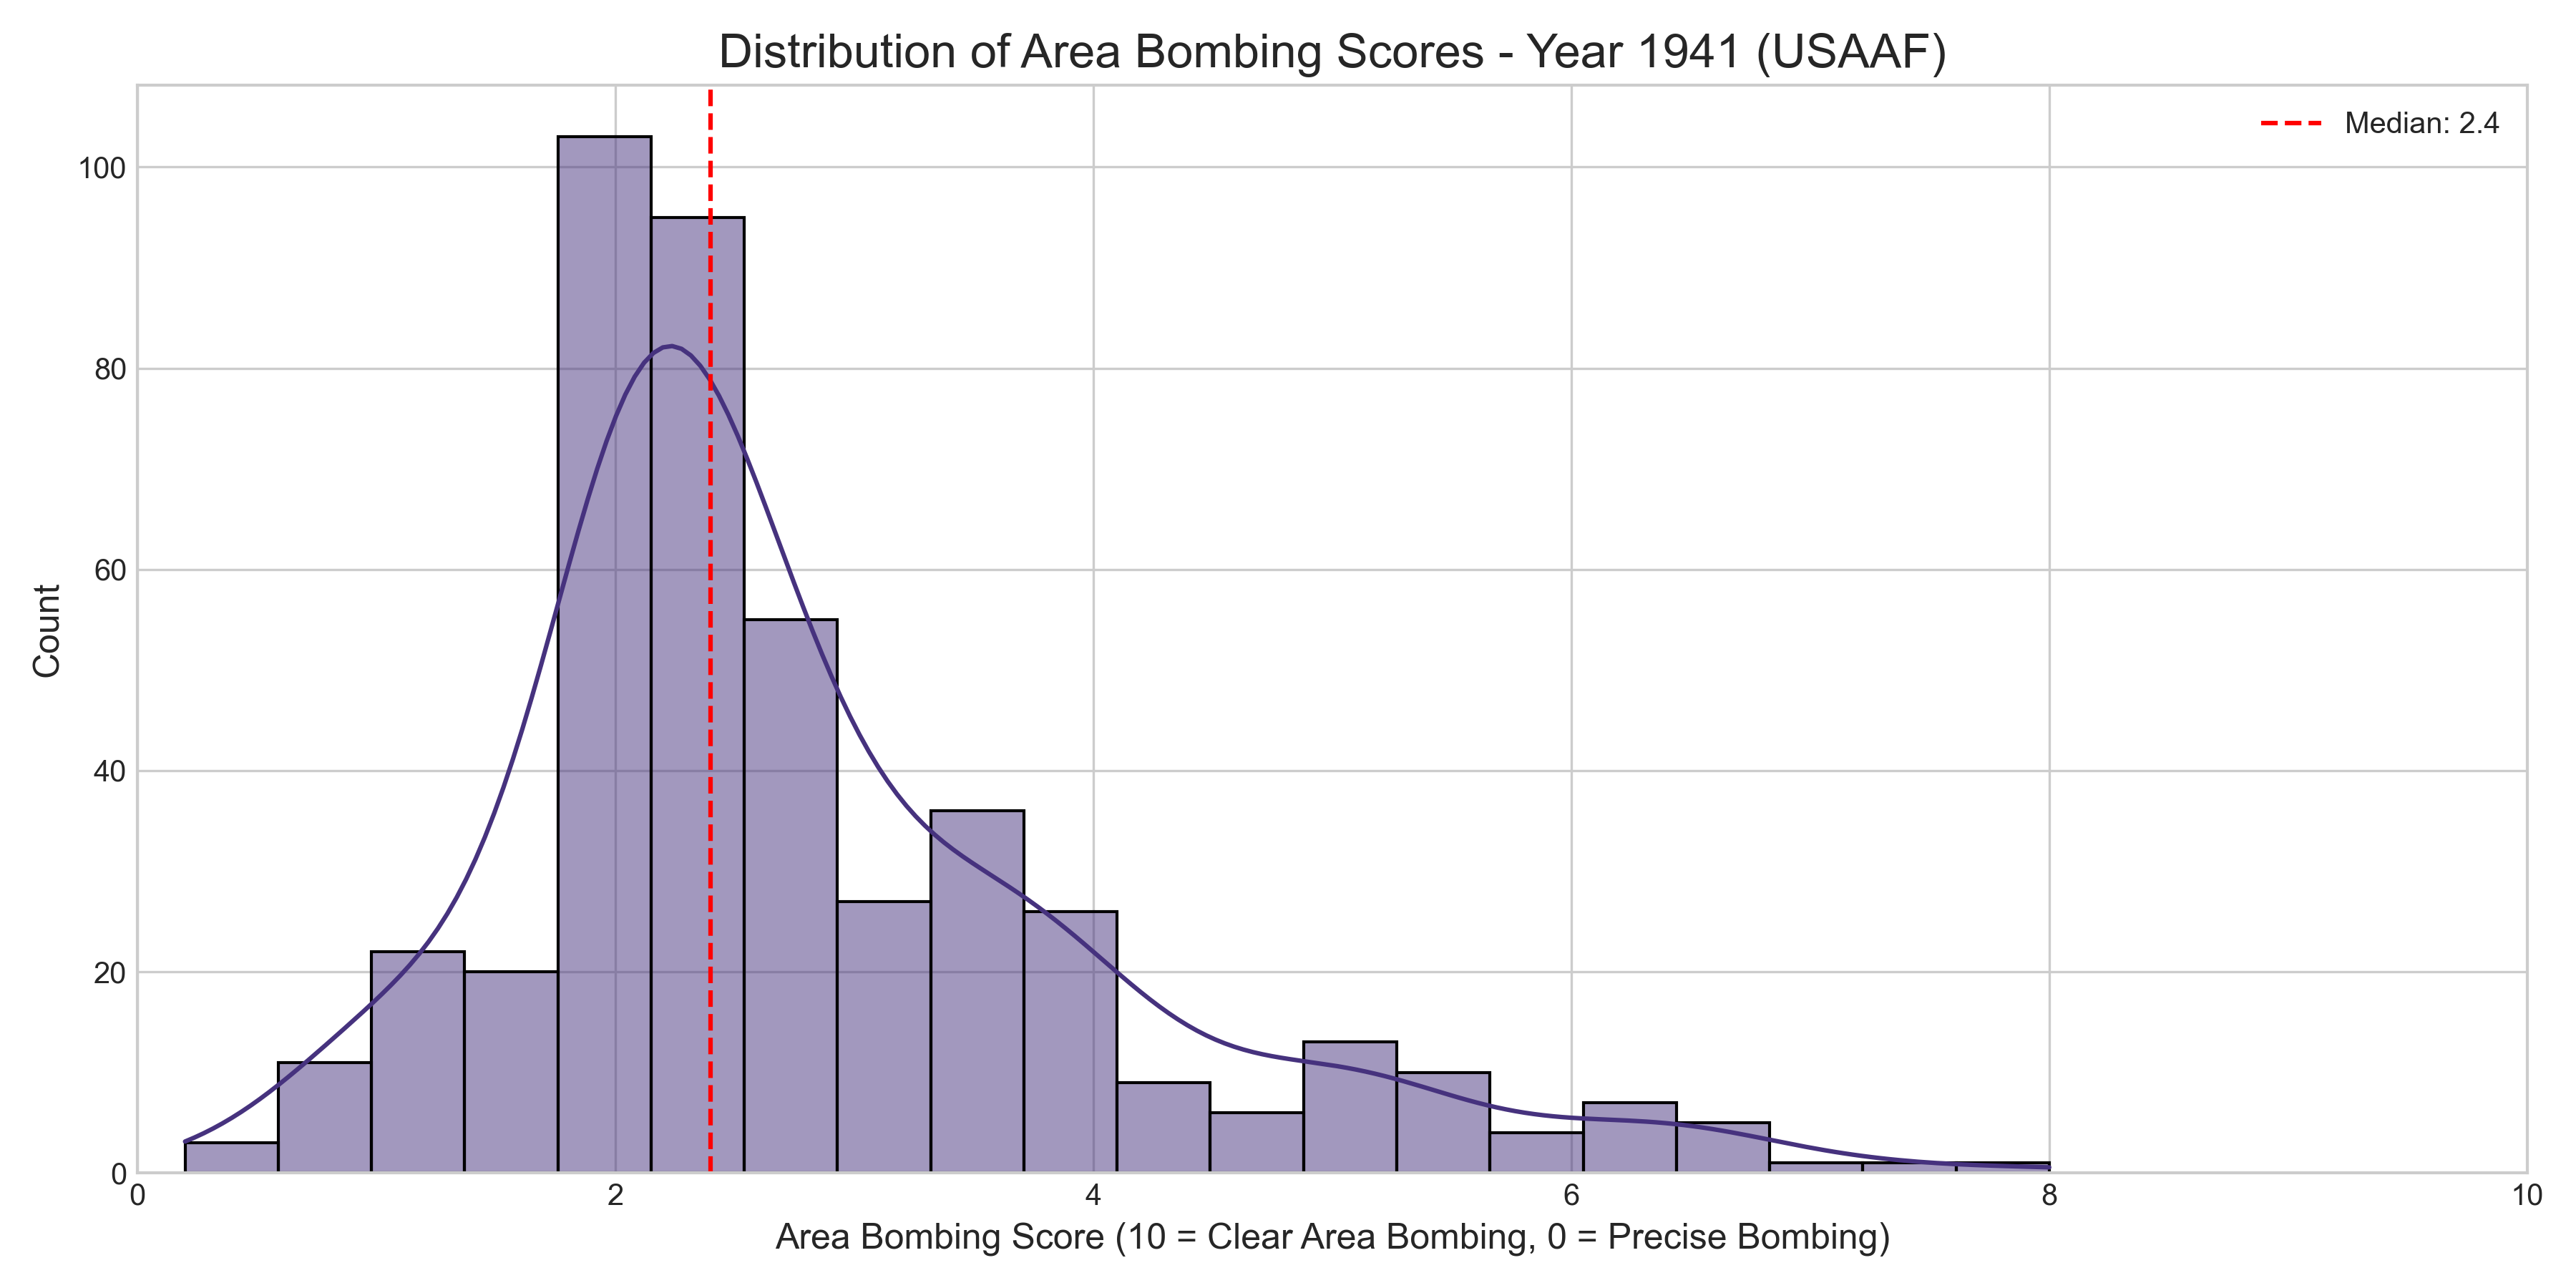 Distribution of Area Bombing Scores - Year 1941 (USAAF)
Median: 2.4
100
80
60
40
20
0
Count
0 2 4 6 8 10
Area Bombing Score (10 = Clear Area Bombing, 0 = Precise Bombing)